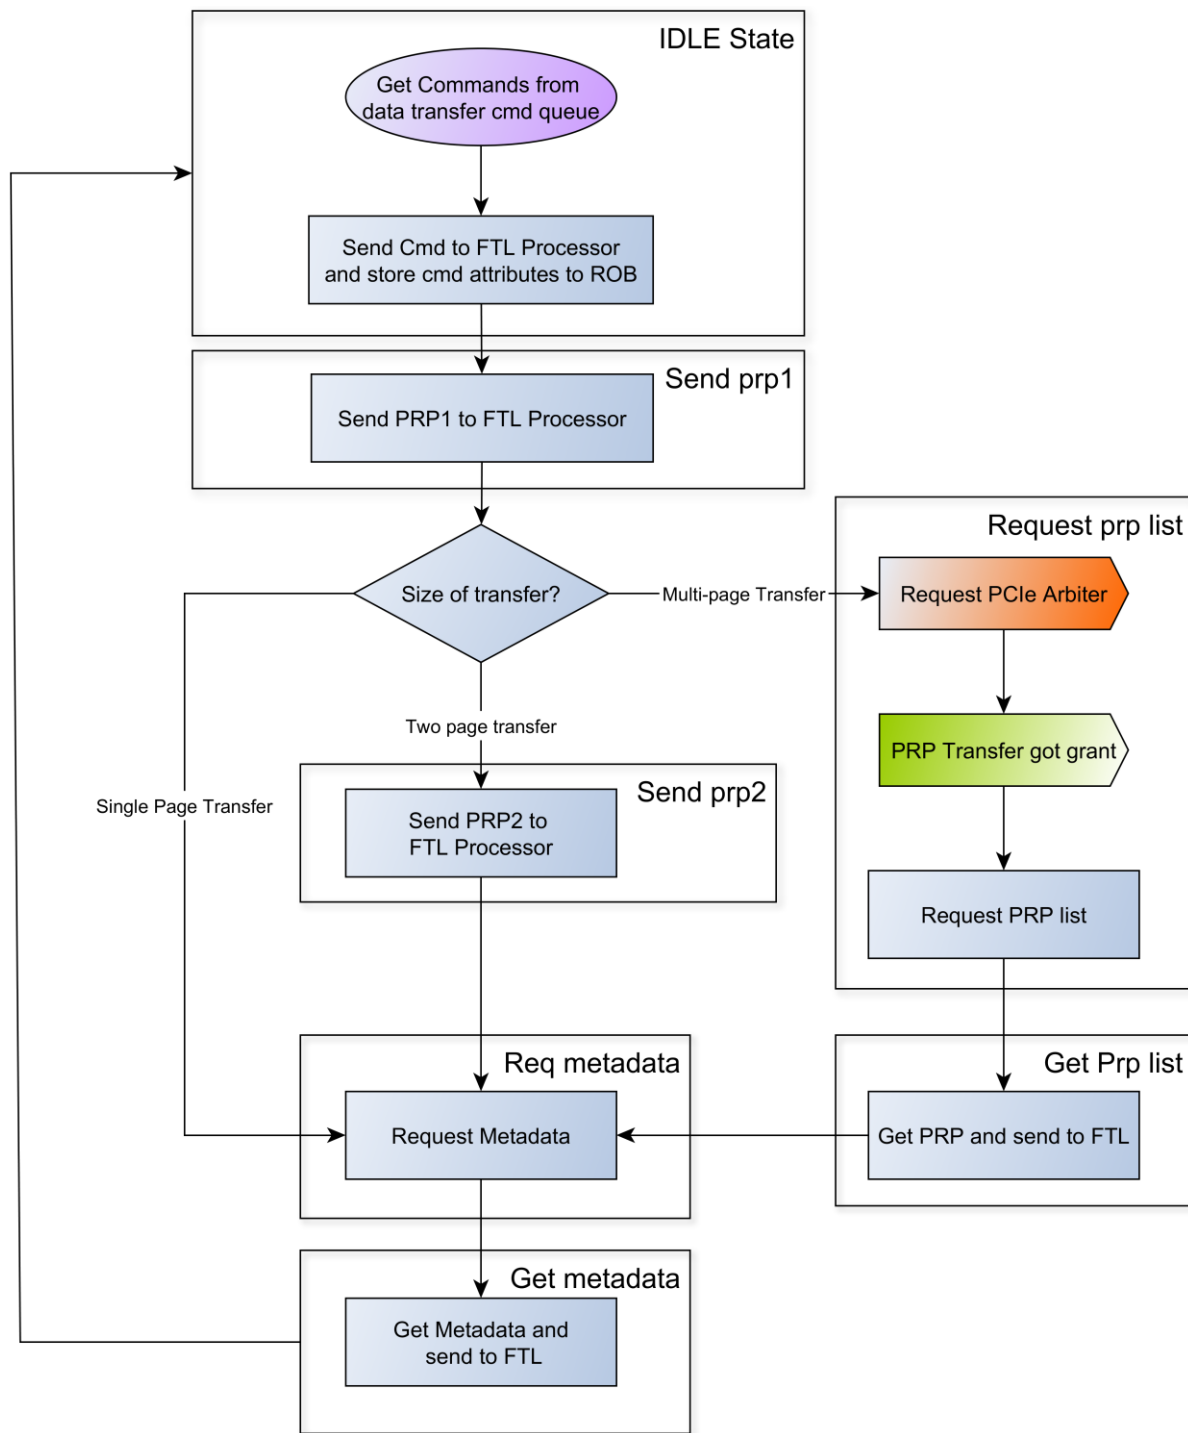 IDLE State
Get Commands from
data transfer cmd queue
Send Cmd to FTL Processor
and store cmd attributes to ROB
Send prp1
Send PRP1 to FTL Processor
Request prp list
Size of transfer?
Multi-page Transfer
Request PCIe Arbiter
Two page transfer
PRP Transfer got grant
Single Page Transfer
Send prp2
Send PRP2 to
FTL Processor
Request PRP list
Req metadata
Get Prp list
Request Metadata
Get PRP and send to FTL
Get metadata
Get Metadata and
send to FTL